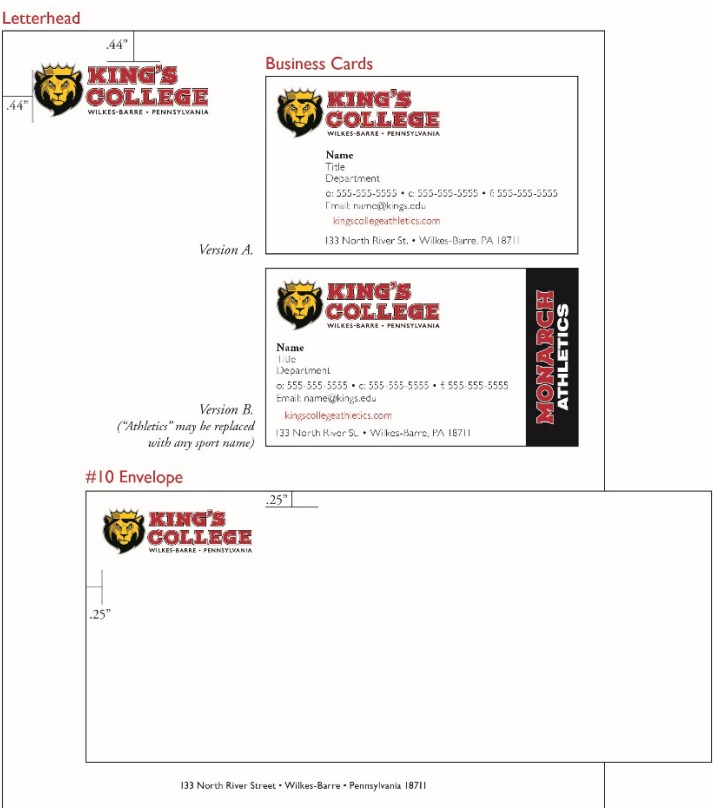 Letterhead
.44”
.44”
KING'S
COLLEGE
WILKES-BARRE • PENNSYLVANIA
Business Cards
KING'S
COLLEGE
WILKES-BARRE • PENNSYLVANIA
Name
Title
Department
o: 555-555-5555 • c: 555-555-5555 • f: 555-555-5555
Email: name@kings.edu
kingscollegeathletics.com
133 North River St. • Wilkes-Barre, PA 18711
Version A.
KING'S
COLLEGE
WILKES-BARRE • PENNSYLVANIA
Name
Title
Department
o: 555-555-5555 • c: 555-555-5555 • f: 555-555-5555
Email: name@kings.edu
kingscollegeathletics.com
133 North River St. • Wilkes-Barre, PA 18711
MONARCH
ATHLETICS
Version B.
(“Athletics” may be replaced
with any sport name)
#10 Envelope
.25”
KING'S
COLLEGE
WILKES-BARRE • PENNSYLVANIA
.25”
133 North River Street • Wilkes-Barre • Pennsylvania 18711